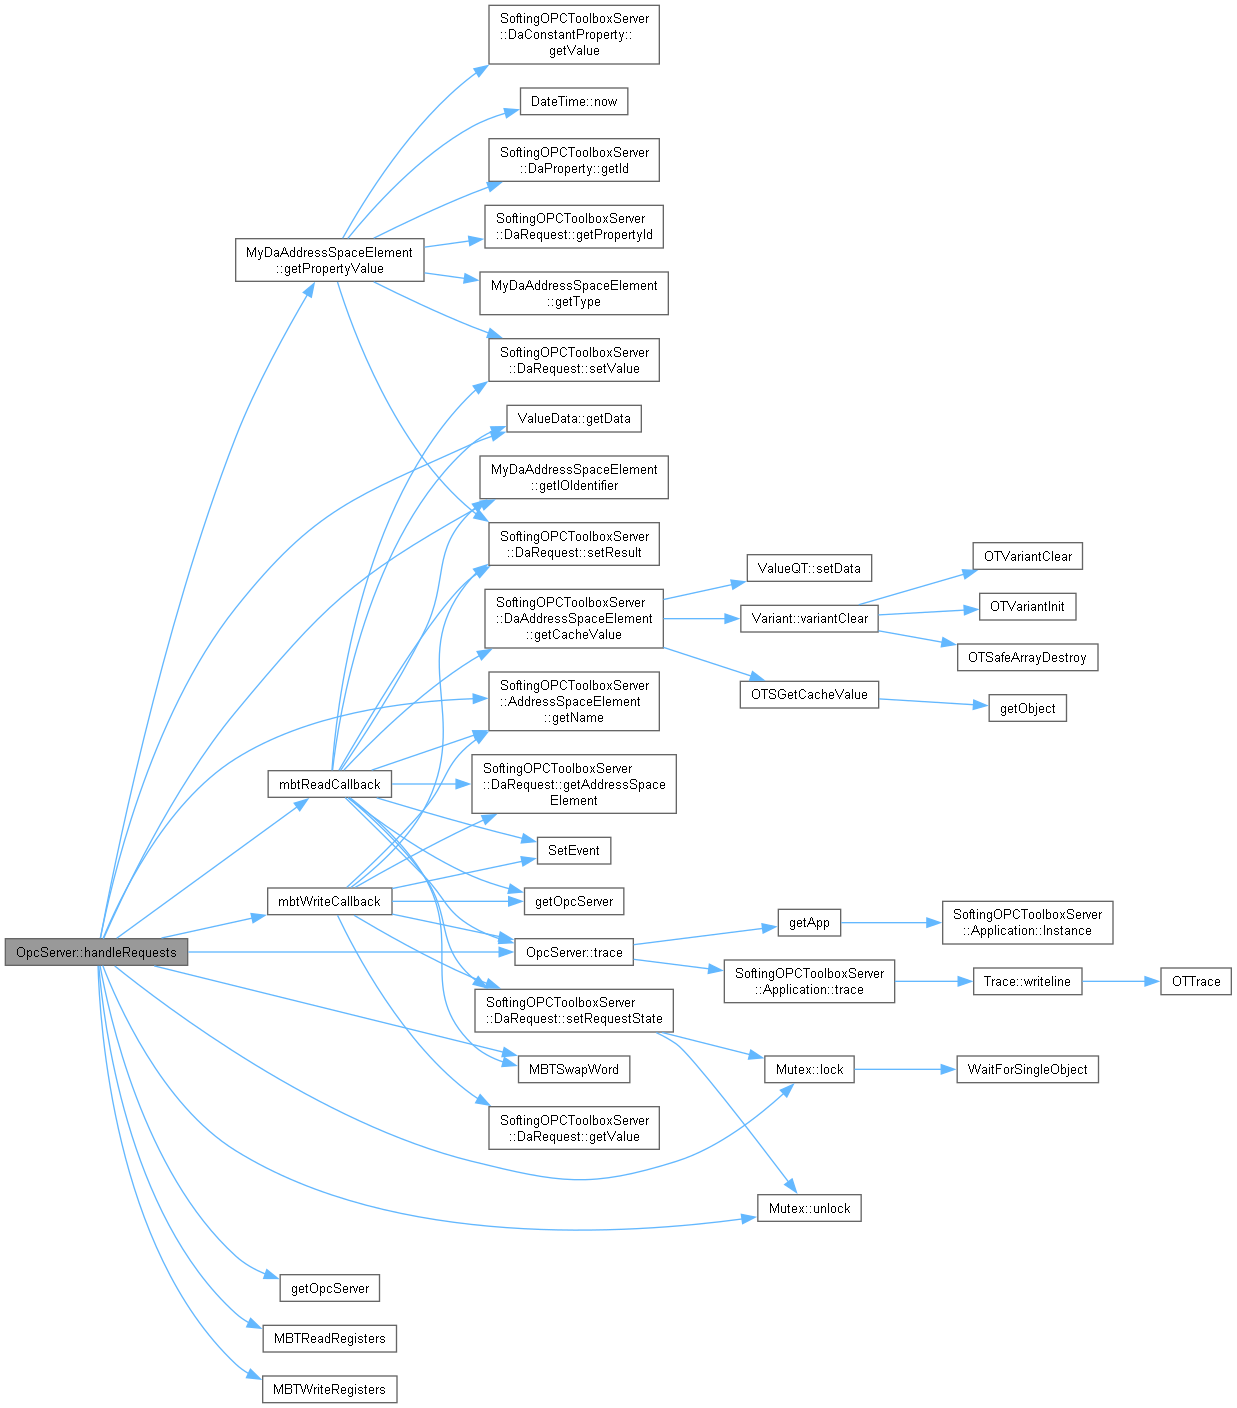 SoftingOPCToolboxServer
::DaConstantProperty::
getValue
DateTime::now
SoftingOPCToolboxServer
::DaProperty::getId
SoftingOPCToolboxServer
::DaRequest::getPropertyId
MyDaAddressSpaceElement
::getPropertyValue
MyDaAddressSpaceElement
::getType
SoftingOPCToolboxServer
::DaRequest::setValue
ValueData::getData
MyDaAddressSpaceElement
::getIOIdentifier
SoftingOPCToolboxServer
::DaRequest::setResult
OTVariantClear
ValueQT::setData
SoftingOPCToolboxServer
::DaAddressSpaceElement
::getCacheValue
OTVariantInit
Variant::variantClear
OTSafeArrayDestroy
OTSGetCacheValue
getObject
SoftingOPCToolboxServer
::AddressSpaceElement
::getName
mbtReadCallback
SoftingOPCToolboxServer
::DaRequest::getAddressSpace
Element
SetEvent
mbtWriteCallback
getOpcServer
getApp
SoftingOPCToolboxServer
::Application::Instance
OpcServer::handleRequests
OpcServer::trace
SoftingOPCToolboxServer
::Application::trace
Trace::writeline
OTTrace
SoftingOPCToolboxServer
::DaRequest::setRequestState
MBTSwapWord
Mutex::lock
WaitForSingleObject
SoftingOPCToolboxServer
::DaRequest::getValue
Mutex::unlock
getOpcServer
MBTReadRegisters
MBTWriteRegisters